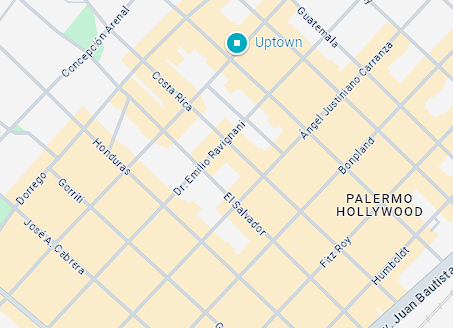 Concepción Arenal
Guatemala
Uptown
Costa Rica
Ángel Justiniano Carranza
Dr. Emilio Ravignani
Honduras
Bonpland
Dorrego
Gorriti
El Salvador
PALERMO
HOLLYWOOD
José A. Cabrera
Fitz Roy
Humboldt
Juan Bautista